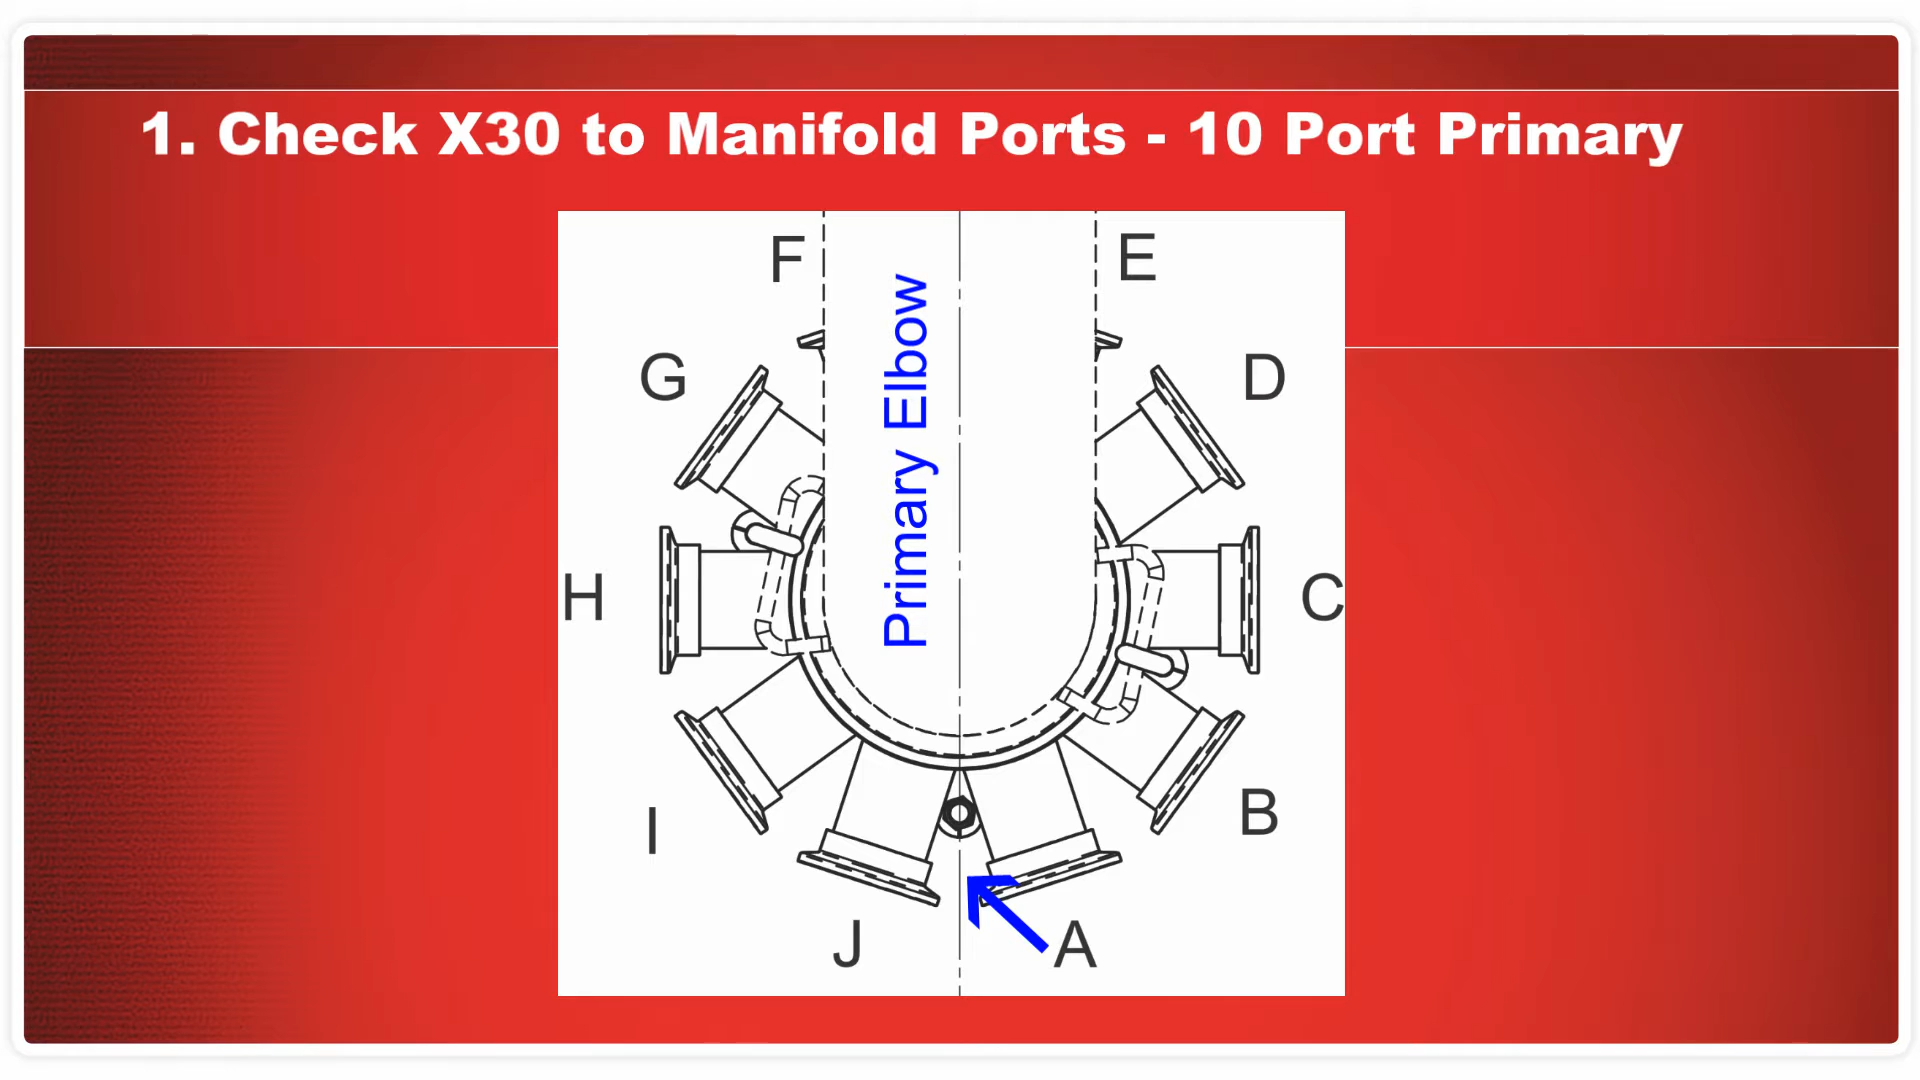 1. Check X30 to Manifold Ports - 10 Port Primary
F
E
Primary Elbow
G
D
H
C
I
B
J
A